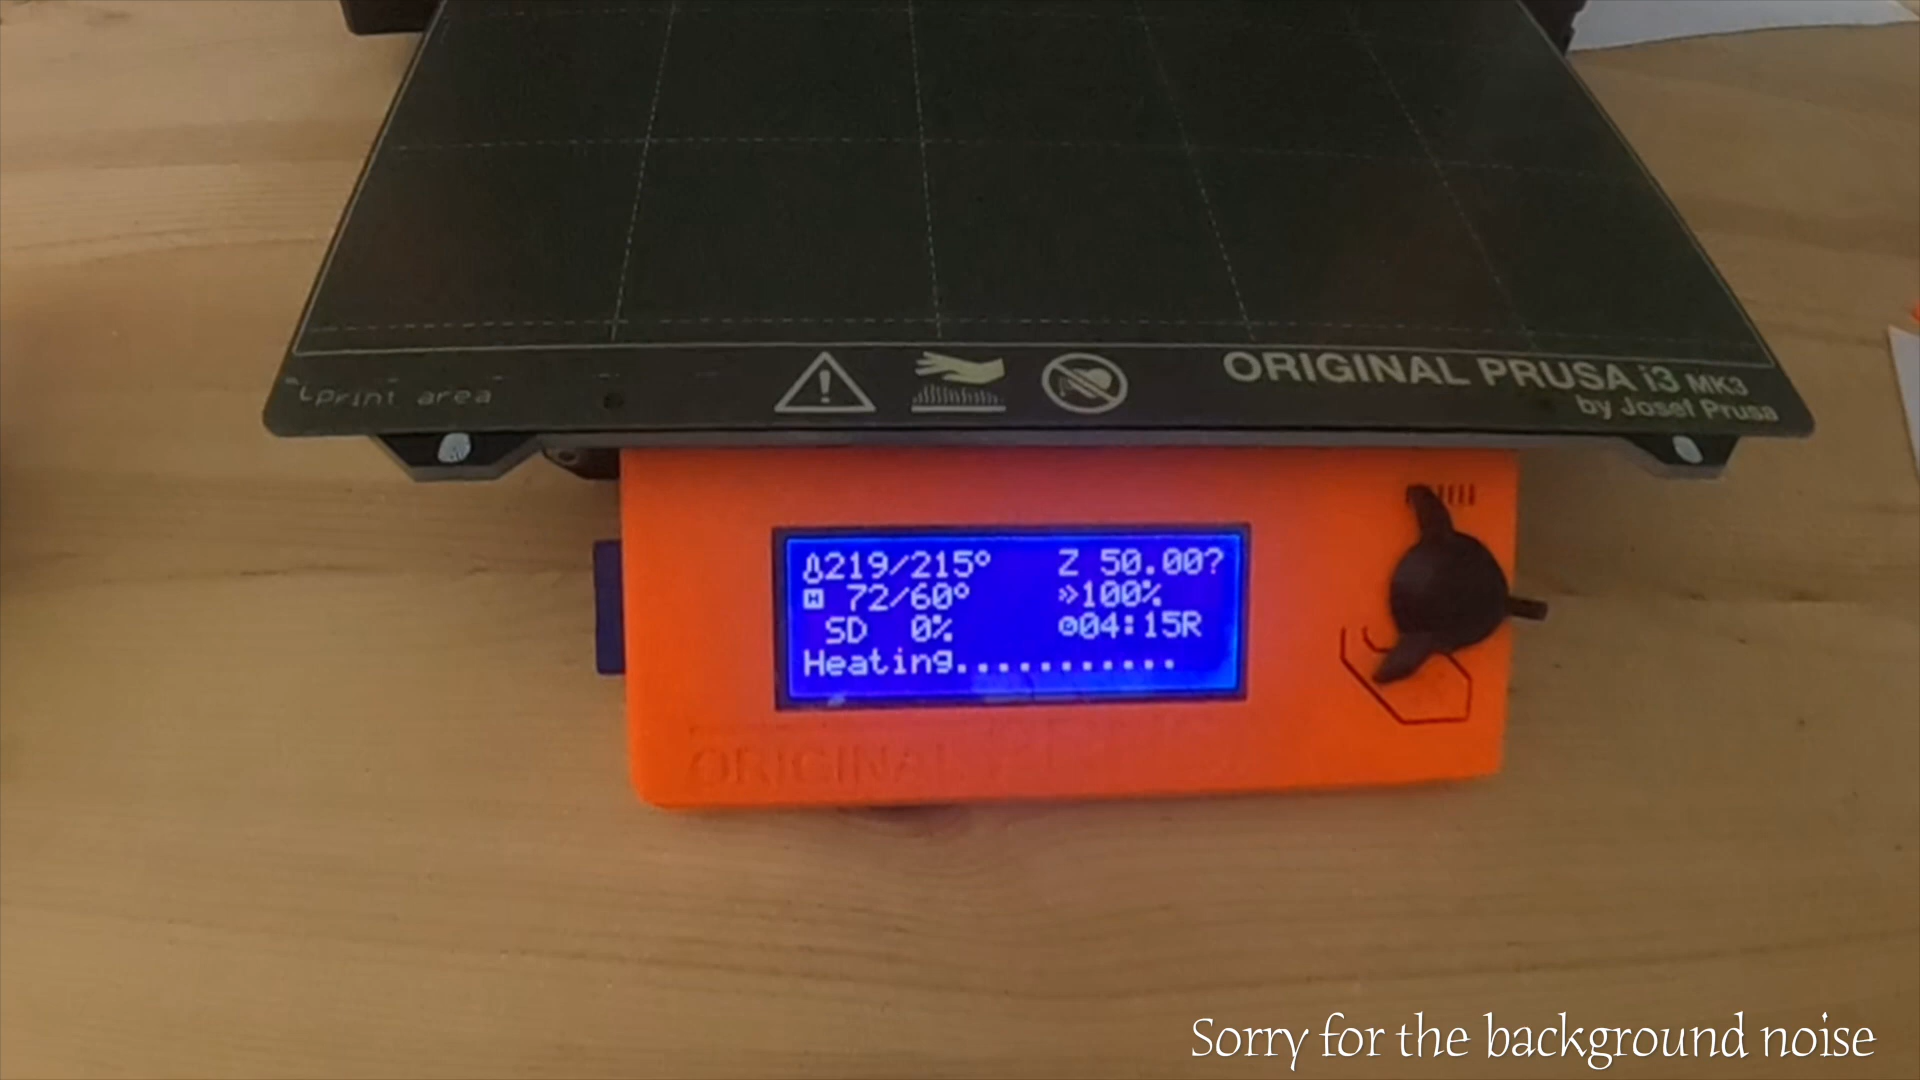 print area
ORIGINAL PRUSA i3 MK3
by Josef Prusa
219/215° Z 50.00?
H 72/60° »100%
SD 0% 04:15R
Heating...........
ORIGINAL
Sorry for the background noise